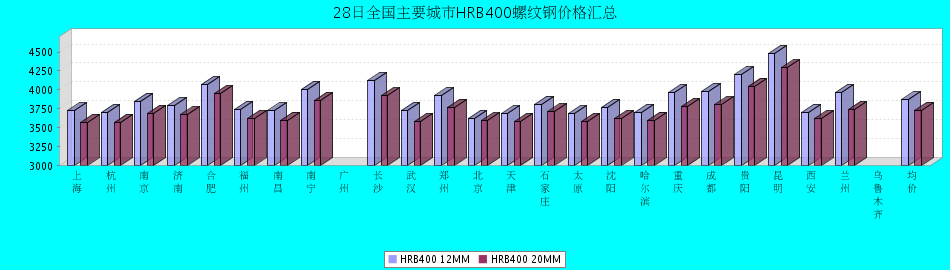 28日全国主要城市HRB400螺纹钢价格汇总
4500
4250
4000
3750
3500
3250
3000
上海
杭州
南京
济南
合肥
福州
南昌
南宁
广州
长沙
武汉
郑州
北京
天津
石家庄
太原
沈阳
哈尔滨
重庆
成都
贵阳
昆明
西安
兰州
乌鲁木齐
均价
HRB400 12MM
HRB400 20MM